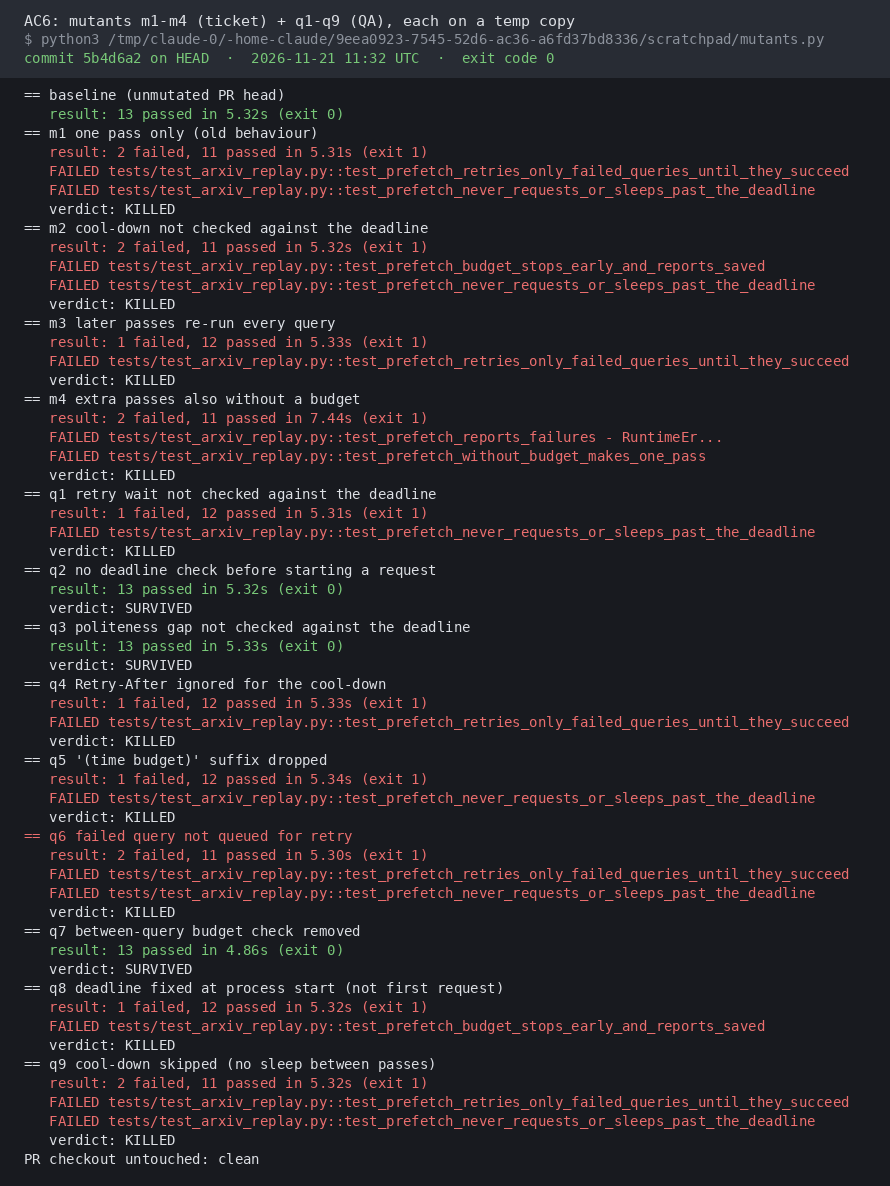 AC6: mutants m1-m4 (ticket) + q1-q9 (QA), each on a temp copy
$ python3 /tmp/claude-0/-home-claude/9eea0923-7545-52d6-ac36-a6fd37bd8336/scratchpad/mutants.py
commit 5b4d6a2 on HEAD · 2026-11-21 11:32 UTC · exit code 0
== baseline (unmutated PR head)
result: 13 passed in 5.32s (exit 0)
== m1 one pass only (old behaviour)
result: 2 failed, 11 passed in 5.31s (exit 1)
FAILED tests/test_arxiv_replay.py::test_prefetch_retries_only_failed_queries_until_they_succeed
FAILED tests/test_arxiv_replay.py::test_prefetch_never_requests_or_sleeps_past_the_deadline
verdict: KILLED
== m2 cool-down not checked against the deadline
result: 2 failed, 11 passed in 5.32s (exit 1)
FAILED tests/test_arxiv_replay.py::test_prefetch_budget_stops_early_and_reports_saved
FAILED tests/test_arxiv_replay.py::test_prefetch_never_requests_or_sleeps_past_the_deadline
verdict: KILLED
== m3 later passes re-run every query
result: 1 failed, 12 passed in 5.33s (exit 1)
FAILED tests/test_arxiv_replay.py::test_prefetch_retries_only_failed_queries_until_they_succeed
verdict: KILLED
== m4 extra passes also without a budget
result: 2 failed, 11 passed in 7.44s (exit 1)
FAILED tests/test_arxiv_replay.py::test_prefetch_reports_failures - RuntimeEr...
FAILED tests/test_arxiv_replay.py::test_prefetch_without_budget_makes_one_pass
verdict: KILLED
== q1 retry wait not checked against the deadline
result: 1 failed, 12 passed in 5.31s (exit 1)
FAILED tests/test_arxiv_replay.py::test_prefetch_never_requests_or_sleeps_past_the_deadline
verdict: KILLED
== q2 no deadline check before starting a request
result: 13 passed in 5.32s (exit 0)
verdict: SURVIVED
== q3 politeness gap not checked against the deadline
result: 13 passed in 5.33s (exit 0)
verdict: SURVIVED
== q4 Retry-After ignored for the cool-down
result: 1 failed, 12 passed in 5.33s (exit 1)
FAILED tests/test_arxiv_replay.py::test_prefetch_retries_only_failed_queries_until_they_succeed
verdict: KILLED
== q5 '(time budget)' suffix dropped
result: 1 failed, 12 passed in 5.34s (exit 1)
FAILED tests/test_arxiv_replay.py::test_prefetch_never_requests_or_sleeps_past_the_deadline
verdict: KILLED
== q6 failed query not queued for retry
result: 2 failed, 11 passed in 5.30s (exit 1)
FAILED tests/test_arxiv_replay.py::test_prefetch_retries_only_failed_queries_until_they_succeed
FAILED tests/test_arxiv_replay.py::test_prefetch_never_requests_or_sleeps_past_the_deadline
verdict: KILLED
== q7 between-query budget check removed
result: 13 passed in 4.86s (exit 0)
verdict: SURVIVED
== q8 deadline fixed at process start (not first request)
result: 1 failed, 12 passed in 5.32s (exit 1)
FAILED tests/test_arxiv_replay.py::test_prefetch_budget_stops_early_and_reports_saved
verdict: KILLED
== q9 cool-down skipped (no sleep between passes)
result: 2 failed, 11 passed in 5.32s (exit 1)
FAILED tests/test_arxiv_replay.py::test_prefetch_retries_only_failed_queries_until_they_succeed
FAILED tests/test_arxiv_replay.py::test_prefetch_never_requests_or_sleeps_past_the_deadline
verdict: KILLED
PR checkout untouched: clean